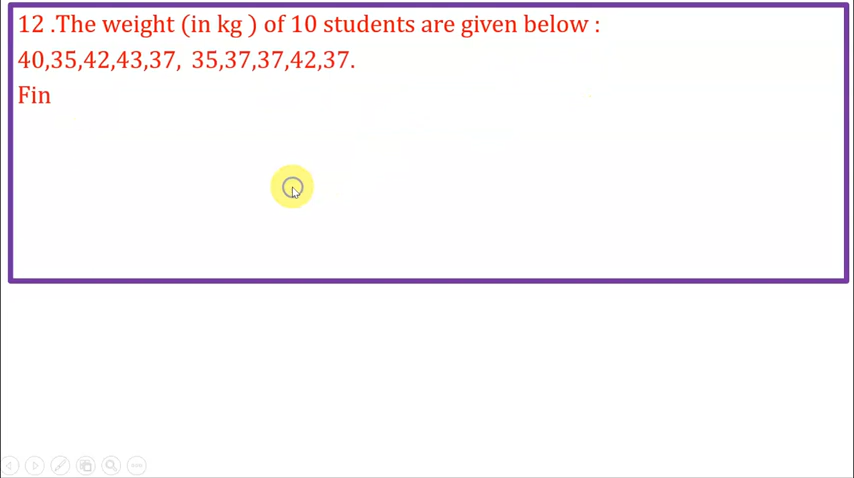 12 .The weight (in kg ) of 10 students are given below :
40,35,42,43,37,  35,37,37,42,37.
Fin